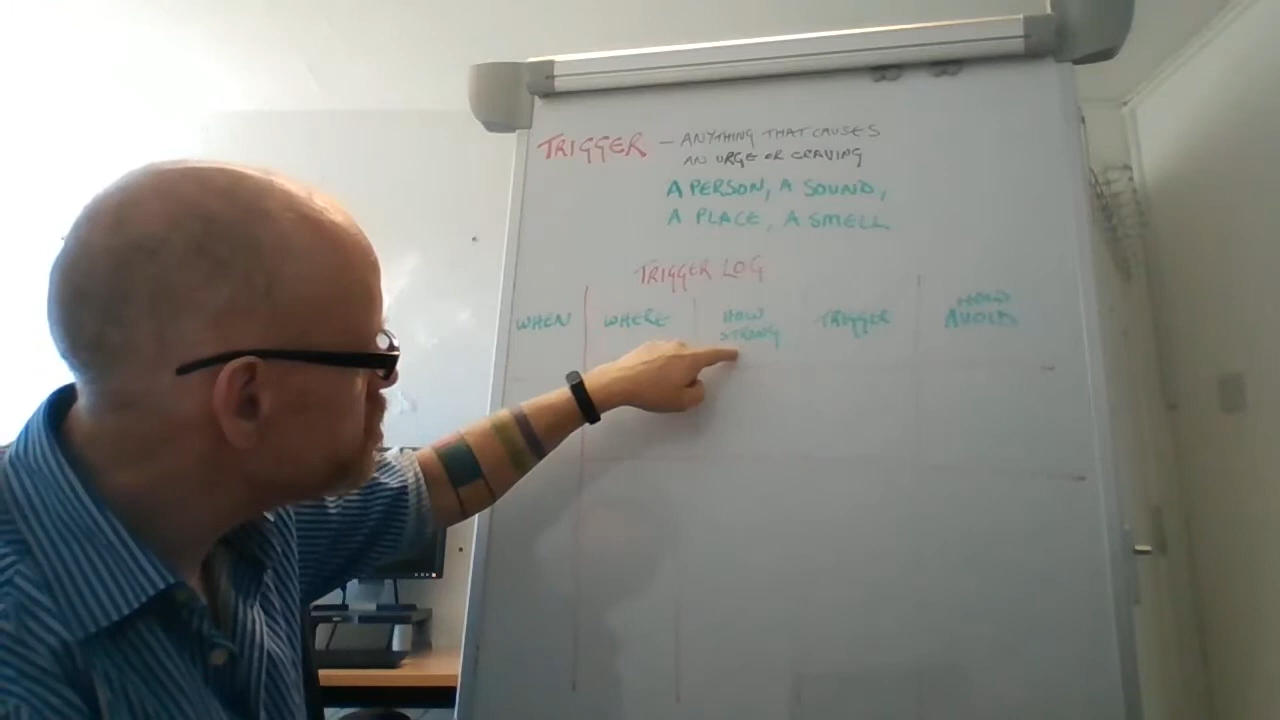 TRIGGER - ANYTHING THAT CAUSES
AN URGE OR CRAVING
A PERSON, A SOUND,
A PLACE, A SMELL
TRIGGER LOG
WHEN WHERE HOW STRONG TRIGGER HOW AVOID